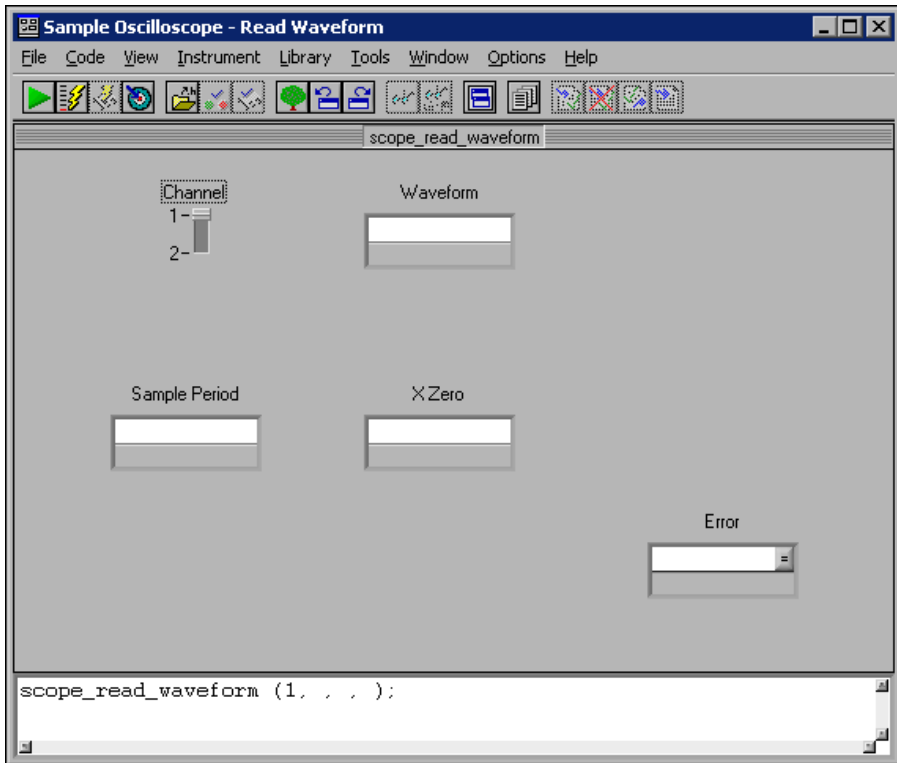 Sample Oscilloscope - Read Waveform
File Code View Instrument Library Tools Window Options Help
scope_read_waveform
Channel
Waveform
1-
2-
Sample Period
X Zero
Error
=
scope_read_waveform (1, , , );